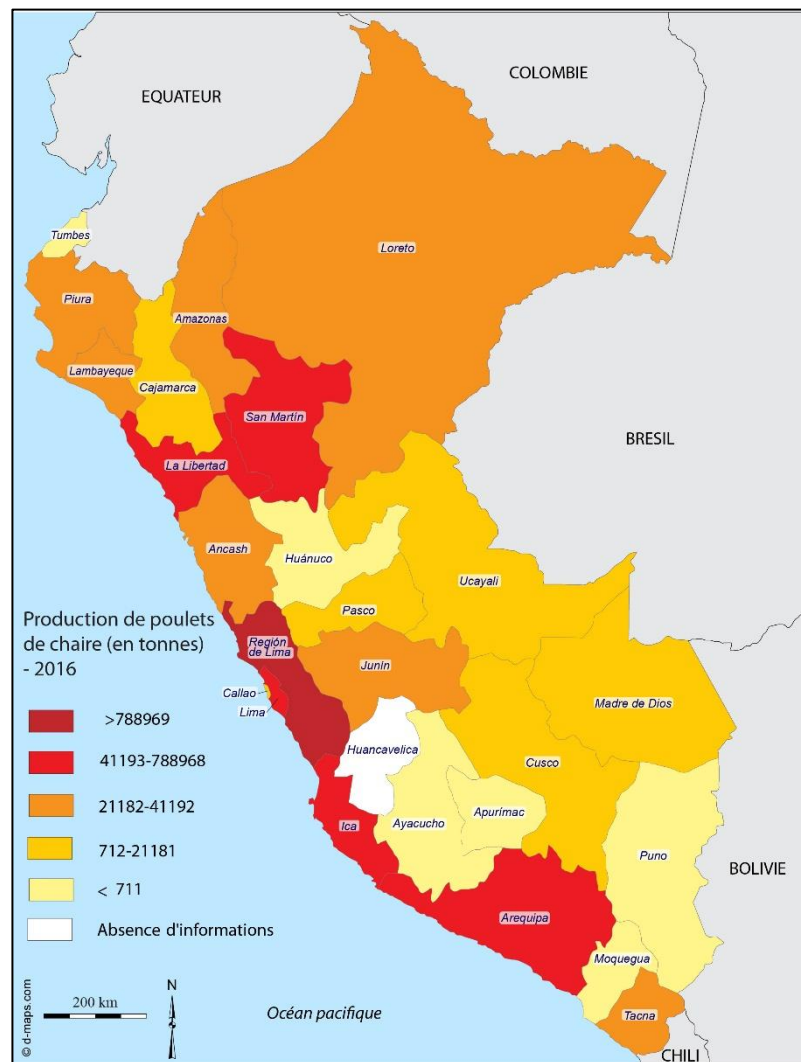 COLOMBIE
EQUATEUR
Tumbes
Loreto
Piura
Amazonas
Lambayeque
Cajamarca
San Martín
BRESIL
La Libertad
Ancash
Huánuco
Ucayali
Pasco
Production de poulets
de chaire (en tonnes)
- 2016
Región
de Lima
Junín
Callao
Lima
Madre de Dios
>788969
Huancavelica
41193-788968
Cusco
21182-41192
Ica
Ayacucho
Apurímac
Puno
712-21181
BOLIVIE
< 711
Arequipa
Absence d'informations
Moquegua
200 km
N
Océan pacifique
Tacna
CHILI
© d-maps.com